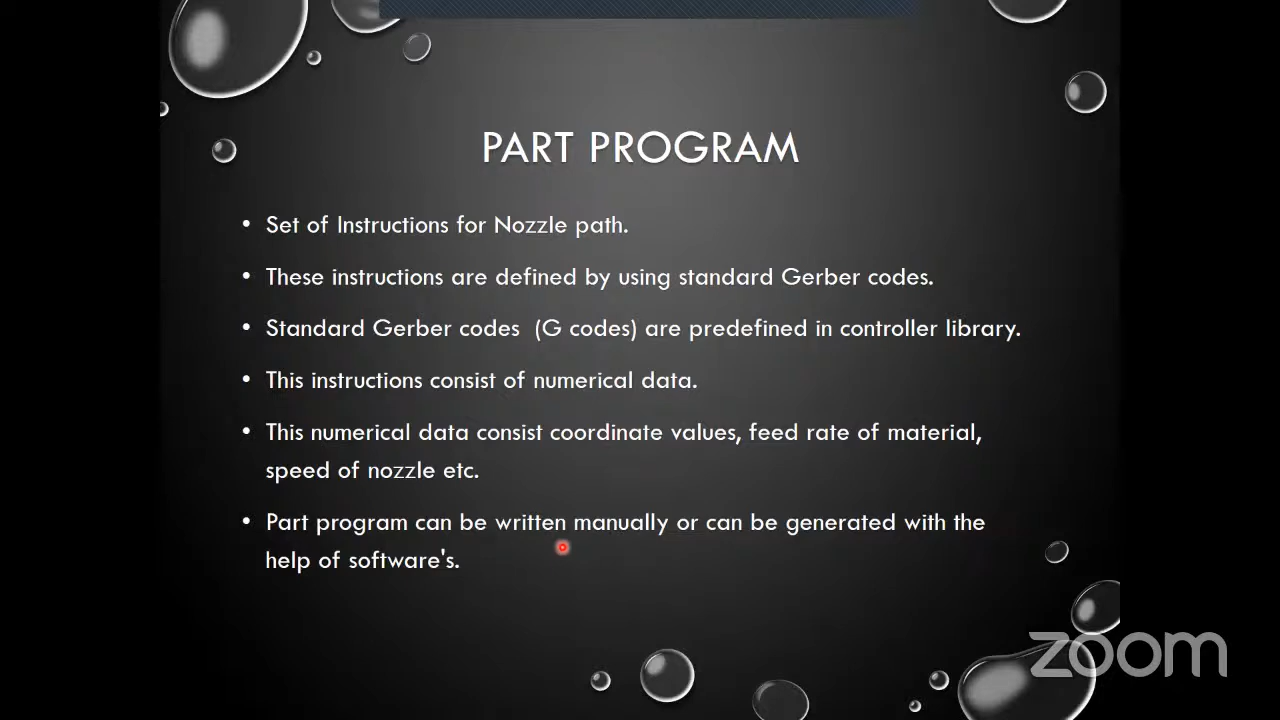 PART PROGRAM
• Set of Instructions for Nozzle path.
• These instructions are defined by using standard Gerber codes.
• Standard Gerber codes  (G codes) are predefined in controller library.
• This instructions consist of numerical data.
• This numerical data consist coordinate values, feed rate of material,
speed of nozzle etc.
• Part program can be written manually or can be generated with the
help of software's.
zoom